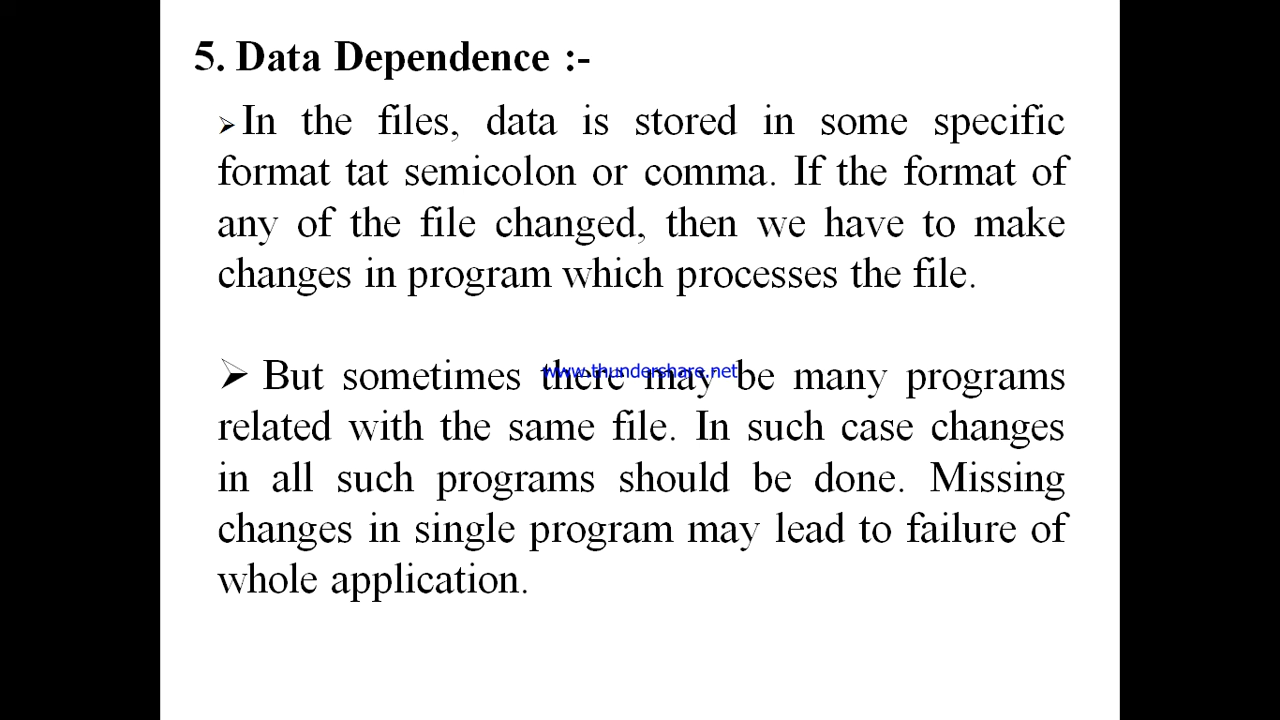 5. Data Dependence :-
➢In the files, data is stored in some specific
format tat semicolon or comma. If the format of
any of the file changed, then we have to make
changes in program which processes the file.
➢ But sometimes there may be many programs
www.thundershare.net
related with the same file. In such case changes
in all such programs should be done. Missing
changes in single program may lead to failure of
whole application.